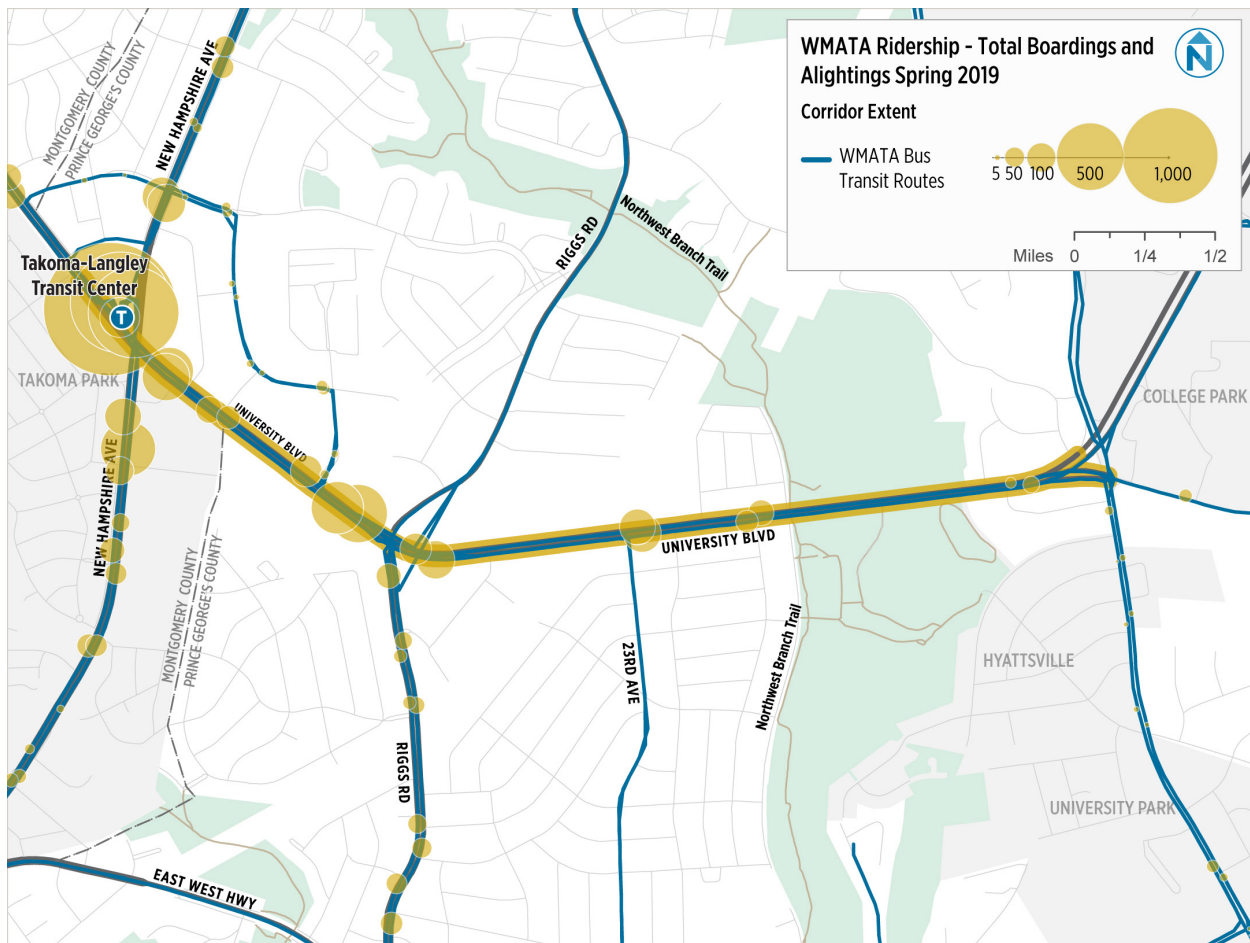 WMATA Ridership - Total Boardings and
Alightings Spring 2019
N
Corridor Extent
WMATA Bus
Transit Routes
5 50 100 500 1,000
Miles 0 1/4 1/2
MONTGOMERY COUNTY
PRINCE GEORGE'S COUNTY
NEW HAMPSHIRE AVE
Northwest Branch Trail
RIGGS RD
Takoma-Langley
Transit Center
T
TAKOMA PARK
COLLEGE PARK
UNIVERSITY BLVD
NEW HAMPSHIRE AVE
UNIVERSITY BLVD
MONTGOMERY COUNTY
PRINCE GEORGE'S COUNTY
23RD AVE
Northwest Branch Trail
HYATTSVILLE
RIGGS RD
UNIVERSITY PARK
EAST WEST HWY